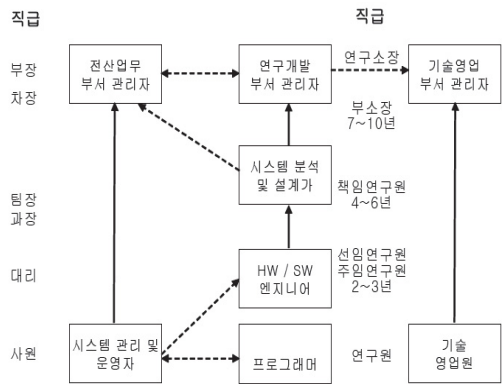 직급
직급
부장
차장
전산업무
부서 관리자
연구개발
부서 관리자
연구소장
기술영업
부서 관리자
부소장
7~10년
시스템 분석
및 설계가
팀장
과장
책임연구원
4~6년
대리
HW / SW
엔지니어
선임연구원
주임연구원
2~3년
사원
시스템 관리 및
운영자
프로그래머
연구원
기술
영업원